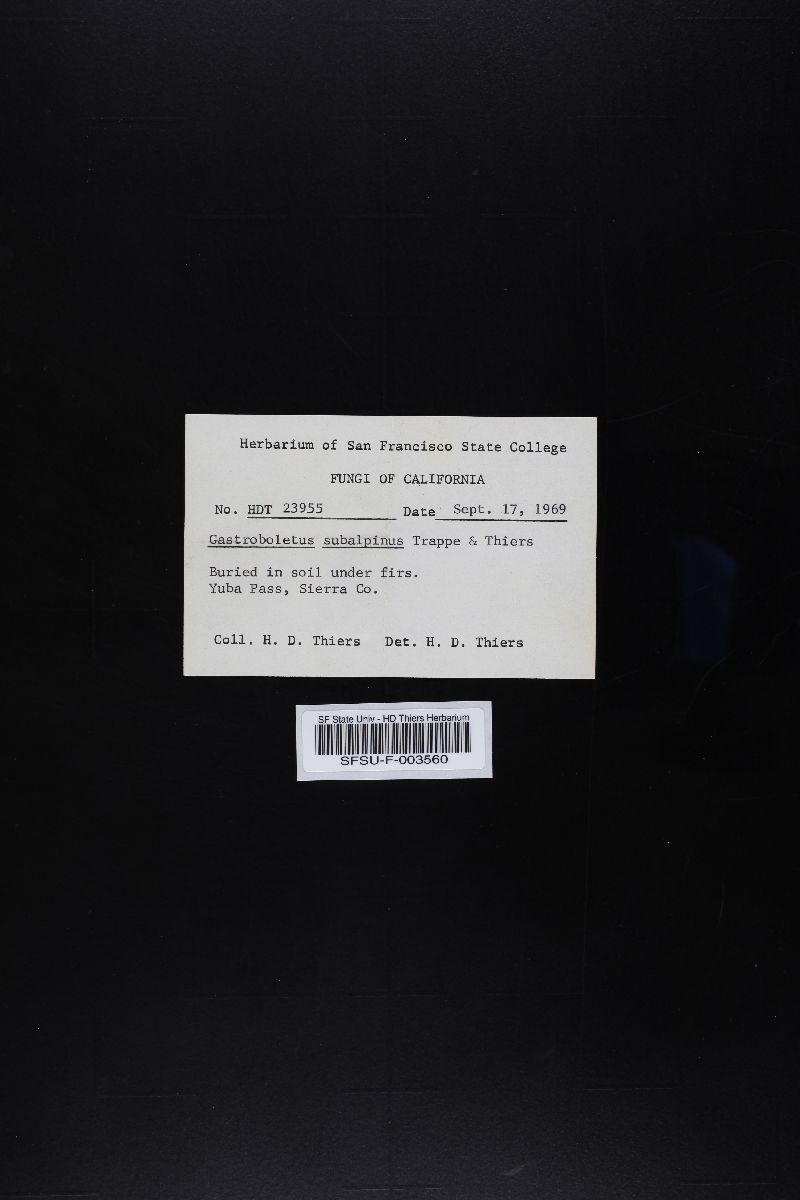 Herbarium of San Francisco State College
FUNGI OF CALIFORNIA
No. HDT 23955 Date Sept. 17, 1969
Gastroboletus subalpinus Trappe & Thiers
Buried in soil under firs.
Yuba Pass, Sierra Co.
Coll. H. D. Thiers Det. H. D. Thiers
SF State Univ - HD Thiers Herbarium
SFSU-F-003560